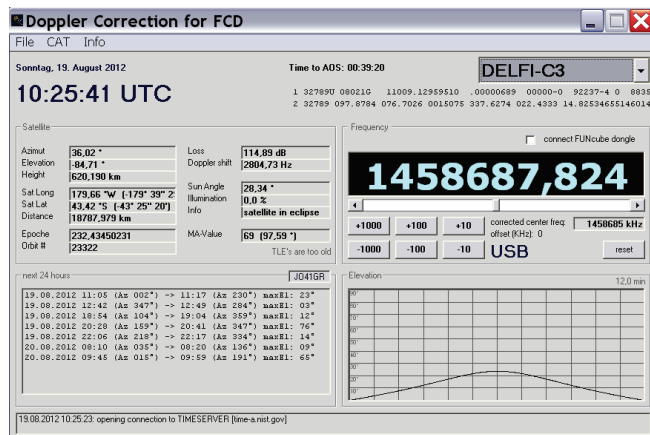 Doppler Correction for FCD
File CAT Info
Sonntag, 19. August 2012
Time to AOS: 00:39:20
DELFI-C3
10:25:41 UTC
1 32789U 08021G 11009.12959510 .00000689 00000-0 92237-4 0 8835
2 32789 097.8784 076.7026 0015075 337.6274 022.4333 14.82534655146014
Satellite
Azimut 36,02 °
Elevation -84,71 °
Height 620,190 km
Sat Long 179,66 °W (-179° 39" 2
Sat Lat 43,42 °S (-43° 25" 20')
Distance 18787,979 km
Epoche 232,43450231
Orbit # 23322
Loss 114,89 dB
Doppler shift 2804,73 Hz
Sun Angle 28,34 °
Illumination 0,0 %
Info satellite in eclipse
MA-Value 69 (97,59 °)
TLE's are too old
Frequency
connect FUNcube dongle
1458687,824
+1000 +100 +10
-1000 -100 -10
corrected center freq: 1458685 kHz
offset (KHz): 0
USB reset
next 24 hours JO41GR
19.08.2012 11:05 (Az 002°) -> 11:17 (Az 230°) maxEl: 23°
19.08.2012 12:42 (Az 347°) -> 12:49 (Az 284°) maxEl: 03°
19.08.2012 18:54 (Az 104°) -> 19:04 (Az 359°) maxEl: 12°
19.08.2012 20:28 (Az 159°) -> 20:41 (Az 347°) maxEl: 76°
19.08.2012 22:06 (Az 218°) -> 22:17 (Az 334°) maxEl: 14°
20.08.2012 08:10 (Az 035°) -> 08:20 (Az 136°) maxEl: 09°
20.08.2012 09:45 (Az 015°) -> 09:59 (Az 191°) maxEl: 65°
Elevation
12,0 min
90°
80°
70°
60°
50°
40°
30°
20°
10°
19.08.2012 10:25:23: opening connection to TIMESERVER [time-a.nist.gov]